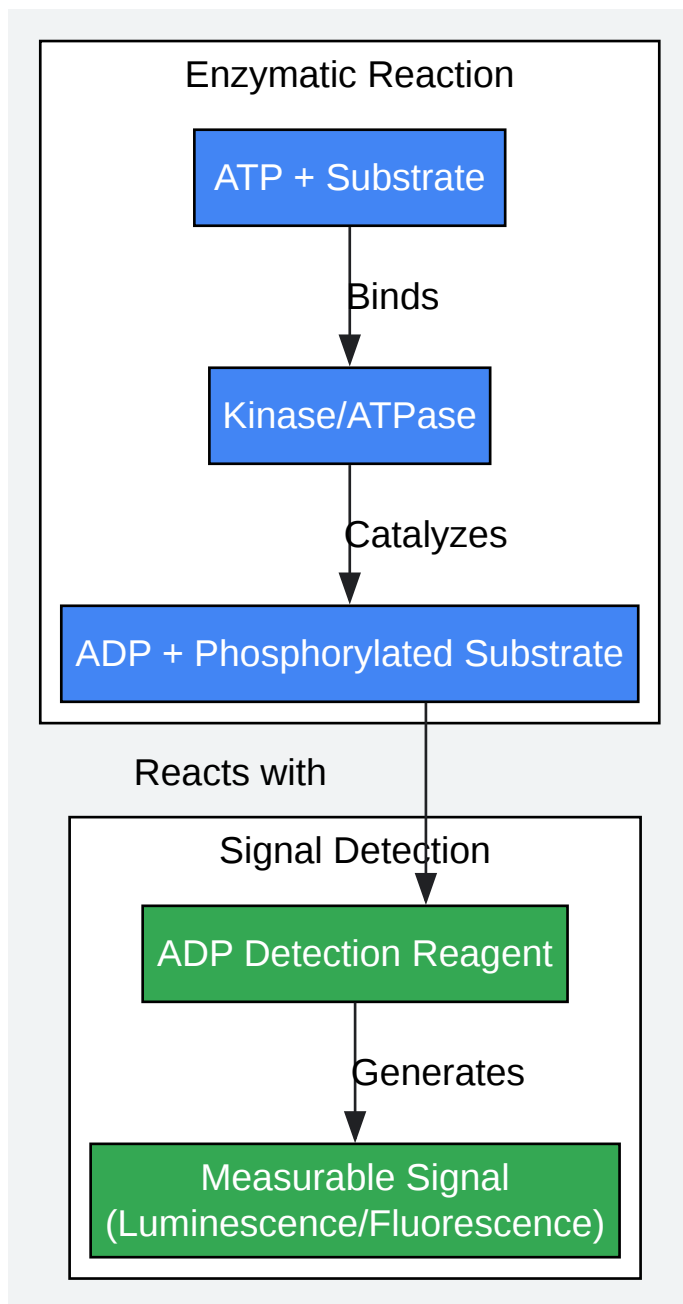 Enzymatic Reaction
ATP + Substrate
Binds
Kinase/ATPase
Catalyzes
ADP + Phosphorylated Substrate
Reacts with
Signal Detection
ADP Detection Reagent
Generates
Measurable Signal
(Luminescence/Fluorescence)